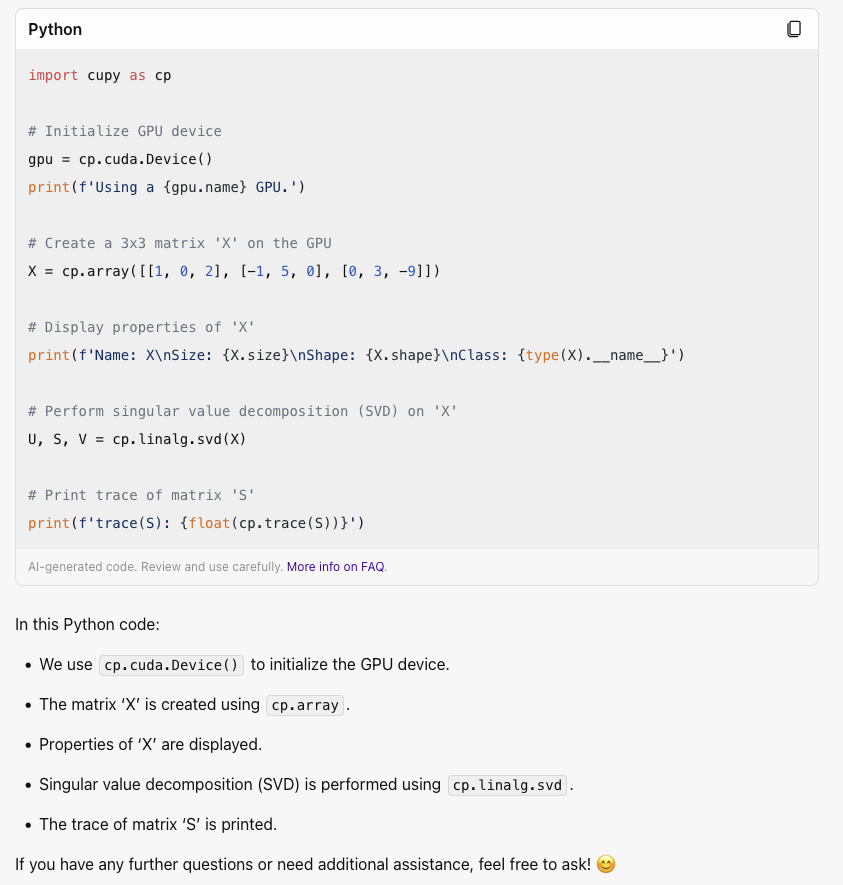 Python
import cupy as cp
# Initialize GPU device
gpu = cp.cuda.Device()
print(f'Using a {gpu.name} GPU.')
# Create a 3x3 matrix 'X' on the GPU
X = cp.array([[1, 0, 2], [−1, 5, 0], [0, 3, −9]])
# Display properties of 'X'
print(f'Name: X\nSize: {X.size}\nShape: {X.shape}\nClass: {type(X).__name__}')
# Perform singular value decomposition (SVD) on 'X'
U, S, V = cp.linalg.svd(X)
# Print trace of matrix 'S'
print(f'trace(S): {float(cp.trace(S))}')
AI-generated code. Review and use carefully. More info on FAQ.
In this Python code:
• We use cp.cuda.Device() to initialize the GPU device.
• The matrix ‘X’ is created using cp.array.
• Properties of ‘X’ are displayed.
• Singular value decomposition (SVD) is performed using cp.linalg.svd.
• The trace of matrix ‘S’ is printed.
If you have any further questions or need additional assistance, feel free to ask! 😊